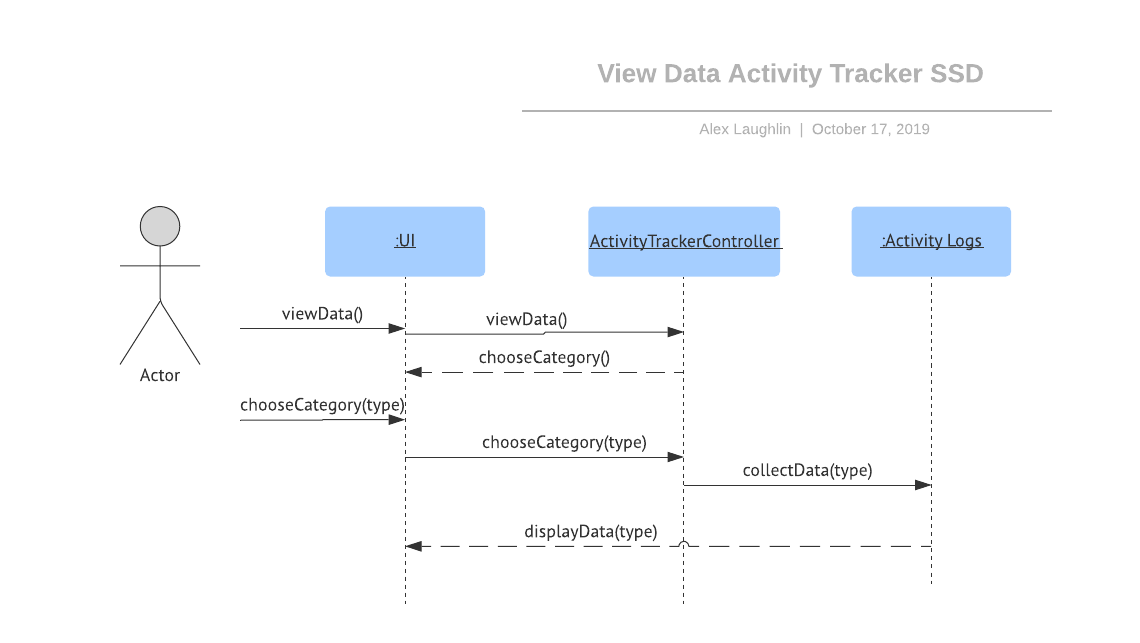 View Data Activity Tracker SSD
Alex Laughlin | October 17, 2019
:UI
ActivityTrackerController
:Activity Logs
viewData()
viewData()
chooseCategory()
Actor
chooseCategory(type)
chooseCategory(type)
collectData(type)
displayData(type)